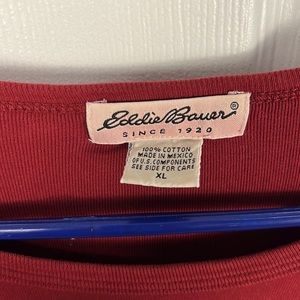 Eddie Bauer®
SINCE 1920
100% COTTON
MADE IN MEXICO
OF U.S. COMPONENTS
SEE SIDE FOR CARE
XL